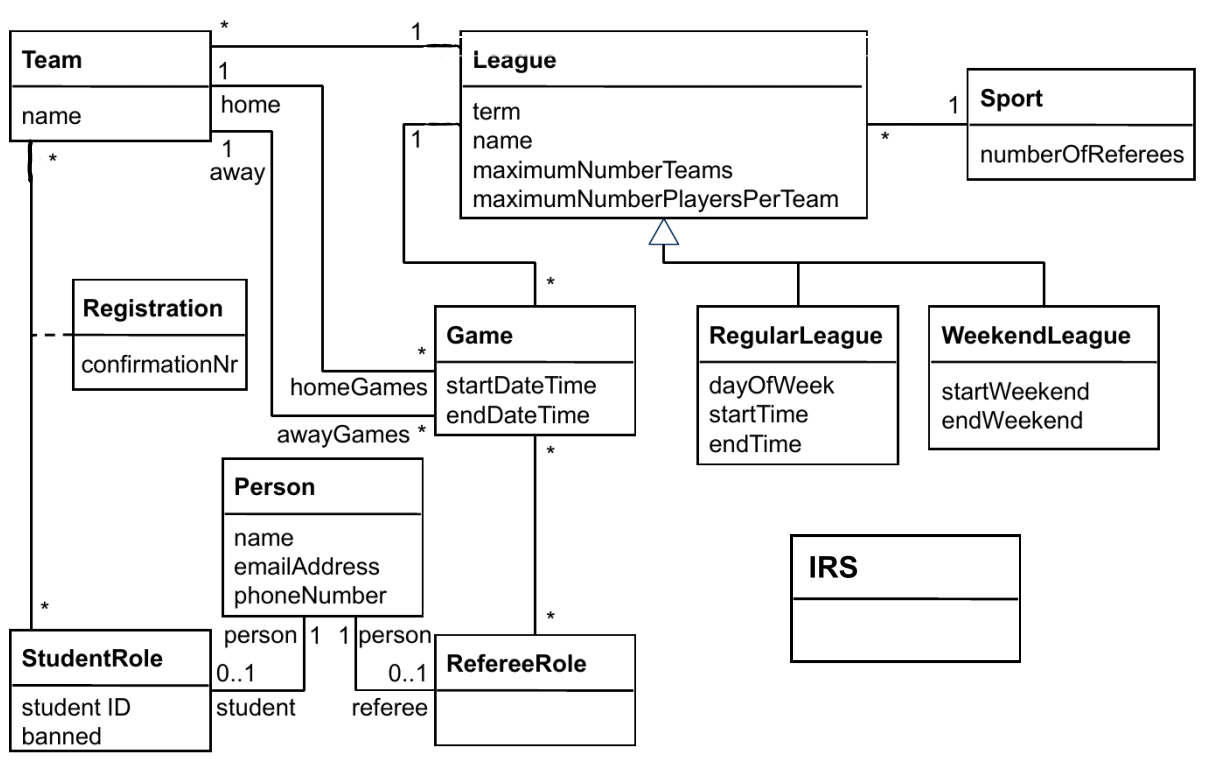 *
1
Team
name
1
home
1
away
*
League
term
name
maximumNumberTeams
maximumNumberPlayersPerTeam
1
1
*
Sport
numberOfReferees
Registration
confirmationNr
*
*
homeGames
awayGames *
Game
startDateTime
endDateTime
*
RegularLeague
dayOfWeek
startTime
endTime
WeekendLeague
startWeekend
endWeekend
Person
name
emailAddress
phoneNumber
IRS
*
*
person 1
1 person
0..1
student
0..1
referee
StudentRole
student ID
banned
RefereeRole